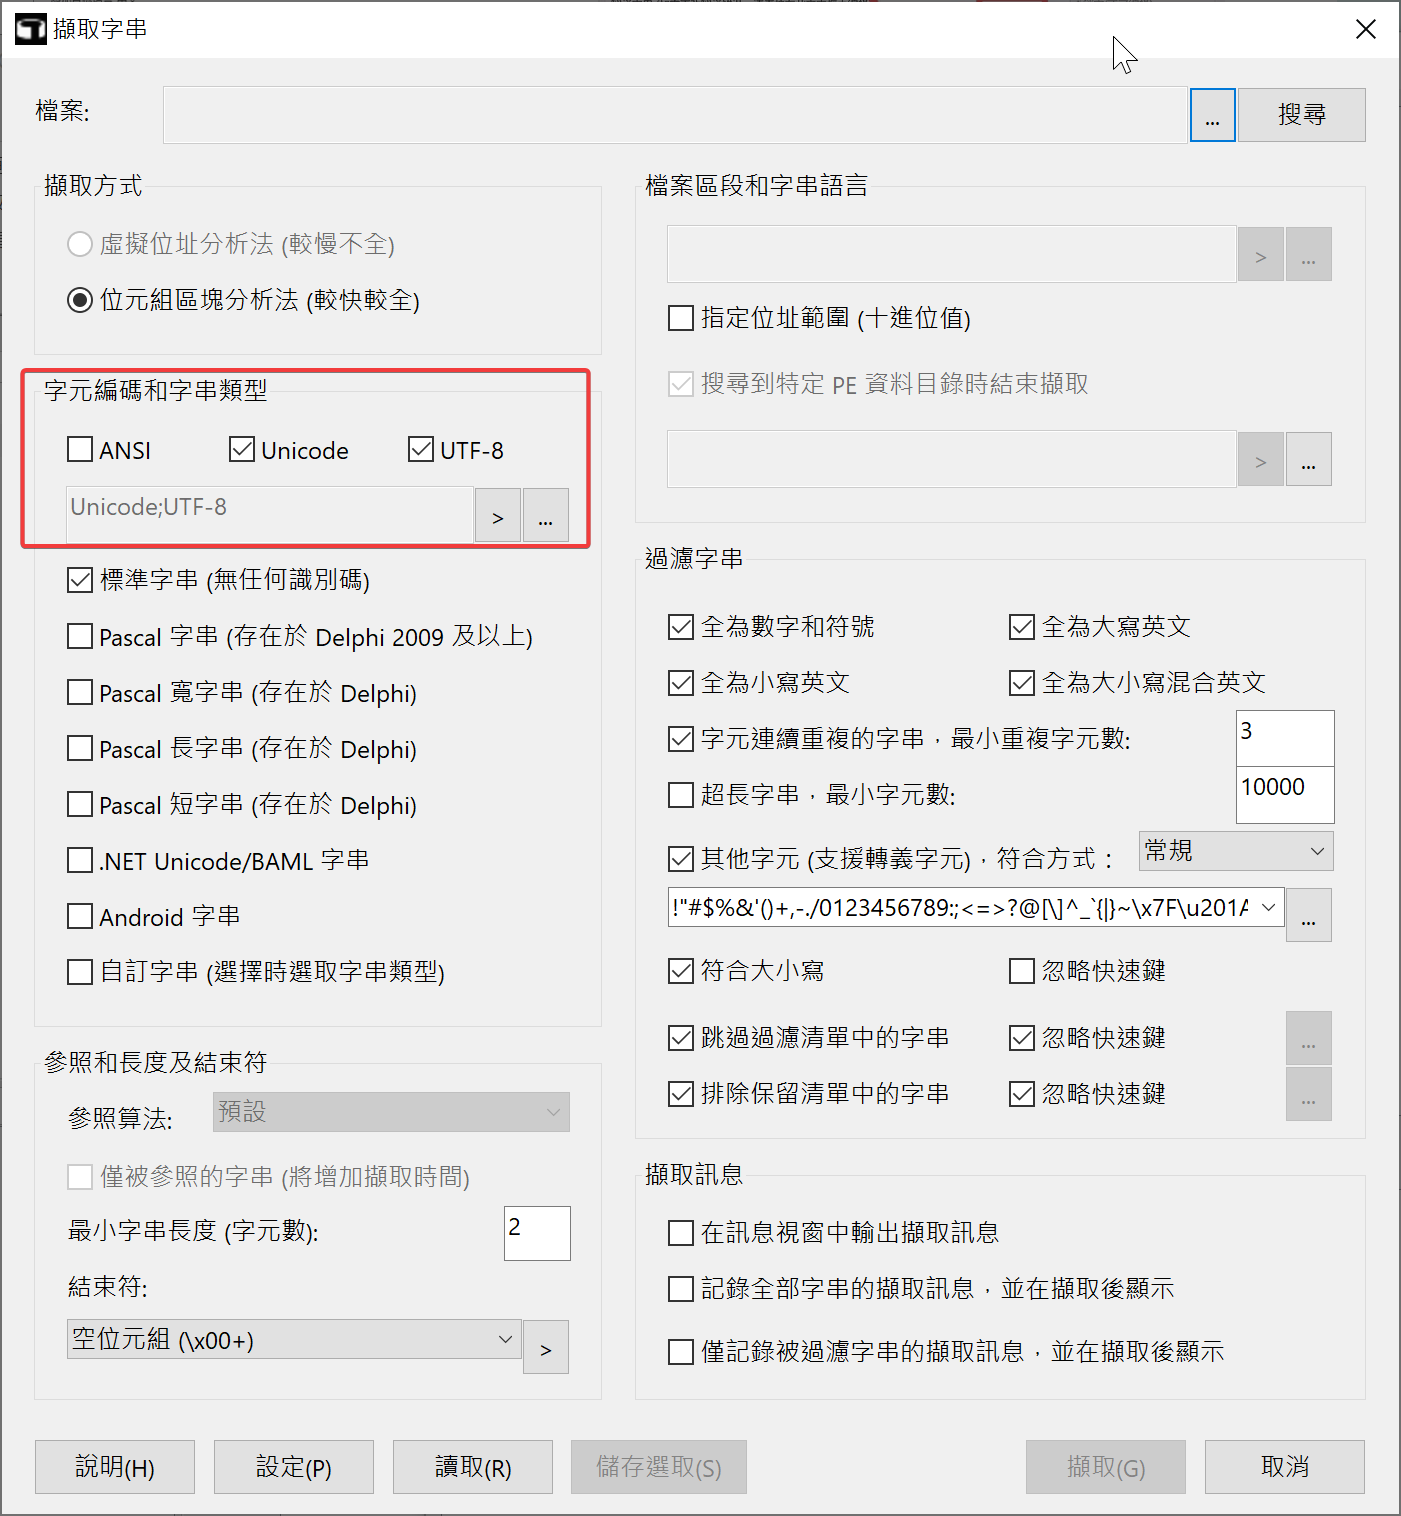 擷取字串
檔案:
... 搜尋
擷取方式
虛擬位址分析法 (較慢不全)
位元組區塊分析法 (較快較全)
字元編碼和字串類型
ANSI Unicode UTF-8
Unicode;UTF-8 > ...
標準字串 (無任何識別碼)
Pascal 字串 (存在於 Delphi 2009 及以上)
Pascal 寬字串 (存在於 Delphi)
Pascal 長字串 (存在於 Delphi)
Pascal 短字串 (存在於 Delphi)
.NET Unicode/BAML 字串
Android 字串
自訂字串 (選擇時選取字串類型)
參照和長度及結束符
參照算法: 預設
僅被參照的字串 (將增加擷取時間)
最小字串長度 (字元數): 2
結束符:
空位元組 (\x00+) >
檔案區段和字串語言
> ...
指定位址範圍 (十進位值)
搜尋到特定 PE 資料目錄時結束擷取
> ...
過濾字串
全為數字和符號 全為大寫英文
全為小寫英文 全為大小寫混合英文
字元連續重複的字串，最小重複字元數: 3
超長字串，最小字元數: 10000
其他字元 (支援轉義字元)，符合方式： 常規
!"#$%&'()+,-./0123456789:;<=>?@[\]^_`{|}~\x7F\u201A ...
符合大小寫 忽略快速鍵
跳過過濾清單中的字串 忽略快速鍵 ...
排除保留清單中的字串 忽略快速鍵 ...
擷取訊息
在訊息視窗中輸出擷取訊息
記錄全部字串的擷取訊息，並在擷取後顯示
僅記錄被過濾字串的擷取訊息，並在擷取後顯示
說明(H) 設定(P) 讀取(R) 儲存選取(S) 擷取(G) 取消